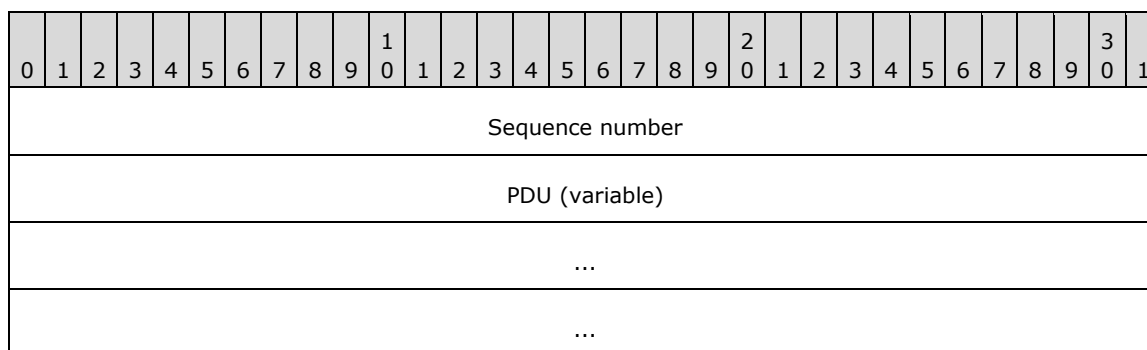 1 2 3
0 1 2 3 4 5 6 7 8 9 0 1 2 3 4 5 6 7 8 9 0 1 2 3 4 5 6 7 8 9 0 1
Sequence number
PDU (variable)
...
...